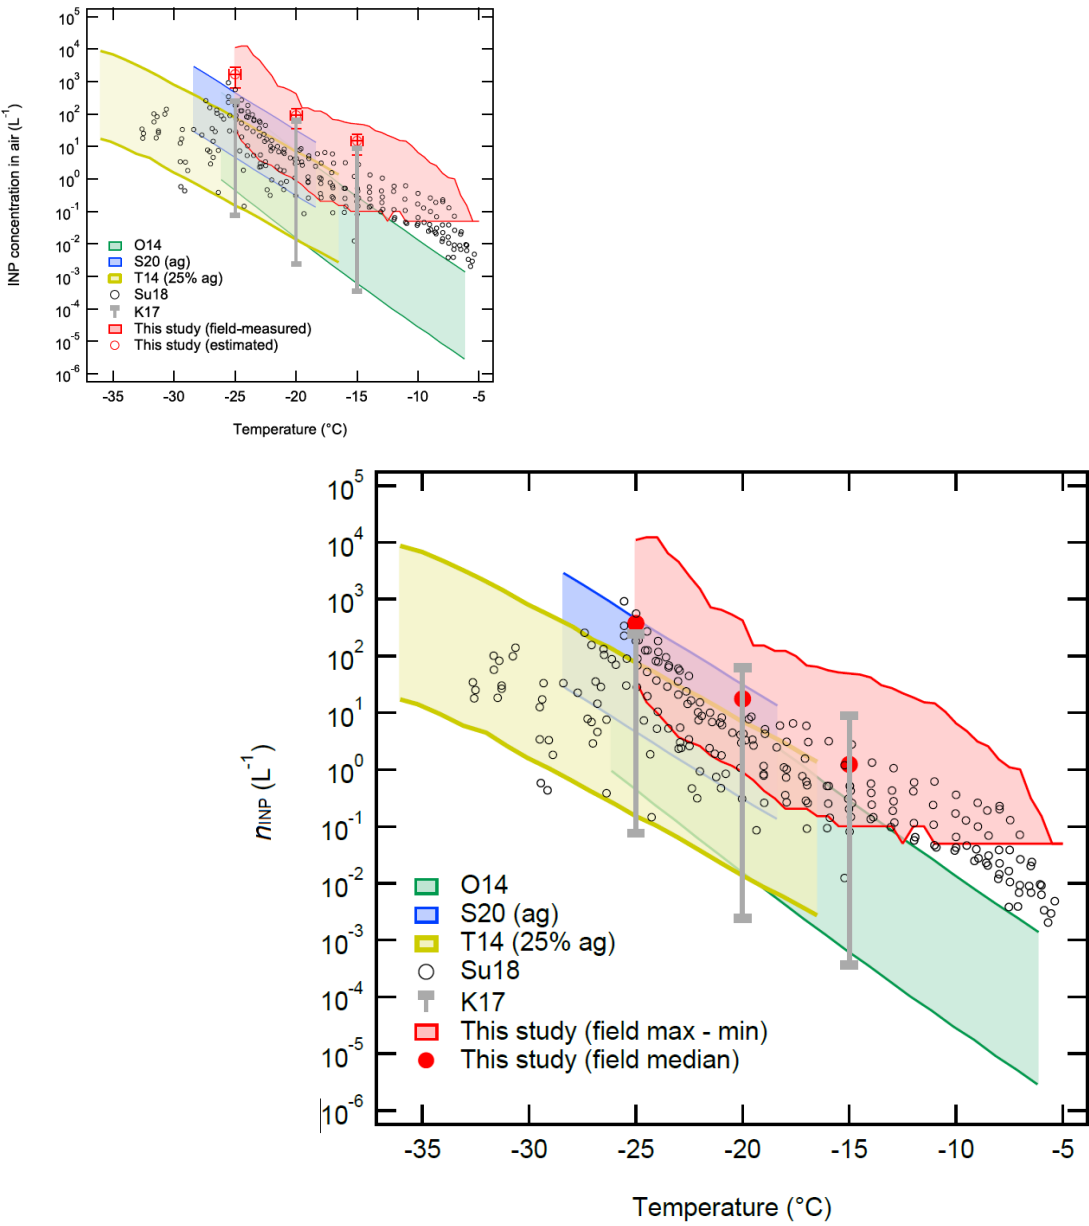 10^5
10^4
10^3
10^2
10^1
10^0
10^-1
10^-2
10^-3
10^-4
10^-5
10^-6
INP concentration in air (L^-1)
O14
S20 (ag)
T14 (25% ag)
Su18
K17
This study (field-measured)
This study (estimated)
-35 -30 -25 -20 -15 -10 -5
Temperature (°C)
10^5
10^4
10^3
10^2
10^1
10^0
10^-1
10^-2
10^-3
10^-4
10^-5
10^-6
nINP (L^-1)
O14
S20 (ag)
T14 (25% ag)
Su18
K17
This study (field max - min)
This study (field median)
-35 -30 -25 -20 -15 -10 -5
Temperature (°C)